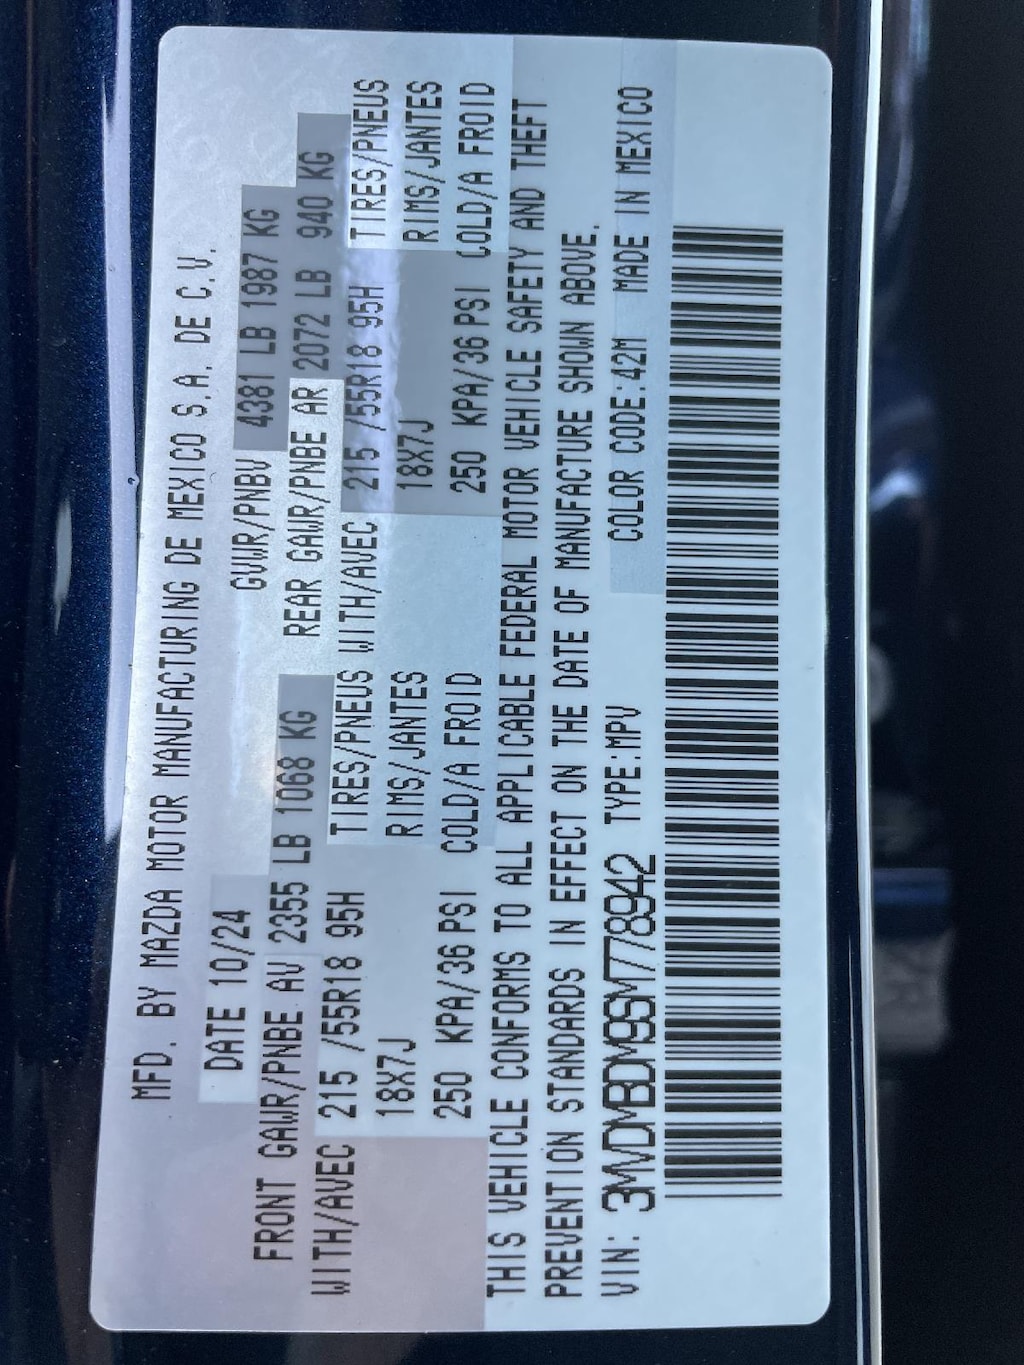 MFD. BY MAZDA MOTOR MANUFACTURING DE MEXICO S.A. DE C.V.
DATE 10/24 GVWR/PNBV 4381 LB 1987 KG
FRONT GAWR/PNBE AV 2355 LB 1068 KG REAR GAWR/PNBE AR 2072 LB 940 KG
WITH/AVEC 215 /55R18 95H TIRES/PNEUS WITH/AVEC 215 /55R18 95H TIRES/PNEUS
18X7J RIMS/JANTES 18X7J RIMS/JANTES
250 KPA/36 PSI COLD/A FROID 250 KPA/36 PSI COLD/A FROID
THIS VEHICLE CONFORMS TO ALL APPLICABLE FEDERAL MOTOR VEHICLE SAFETY AND THEFT
PREVENTION STANDARDS IN EFFECT ON THE DATE OF MANUFACTURE SHOWN ABOVE.
VIN: 3MVDMBDM9SM778942 TYPE:MPV COLOR CODE:42M MADE IN MEXICO